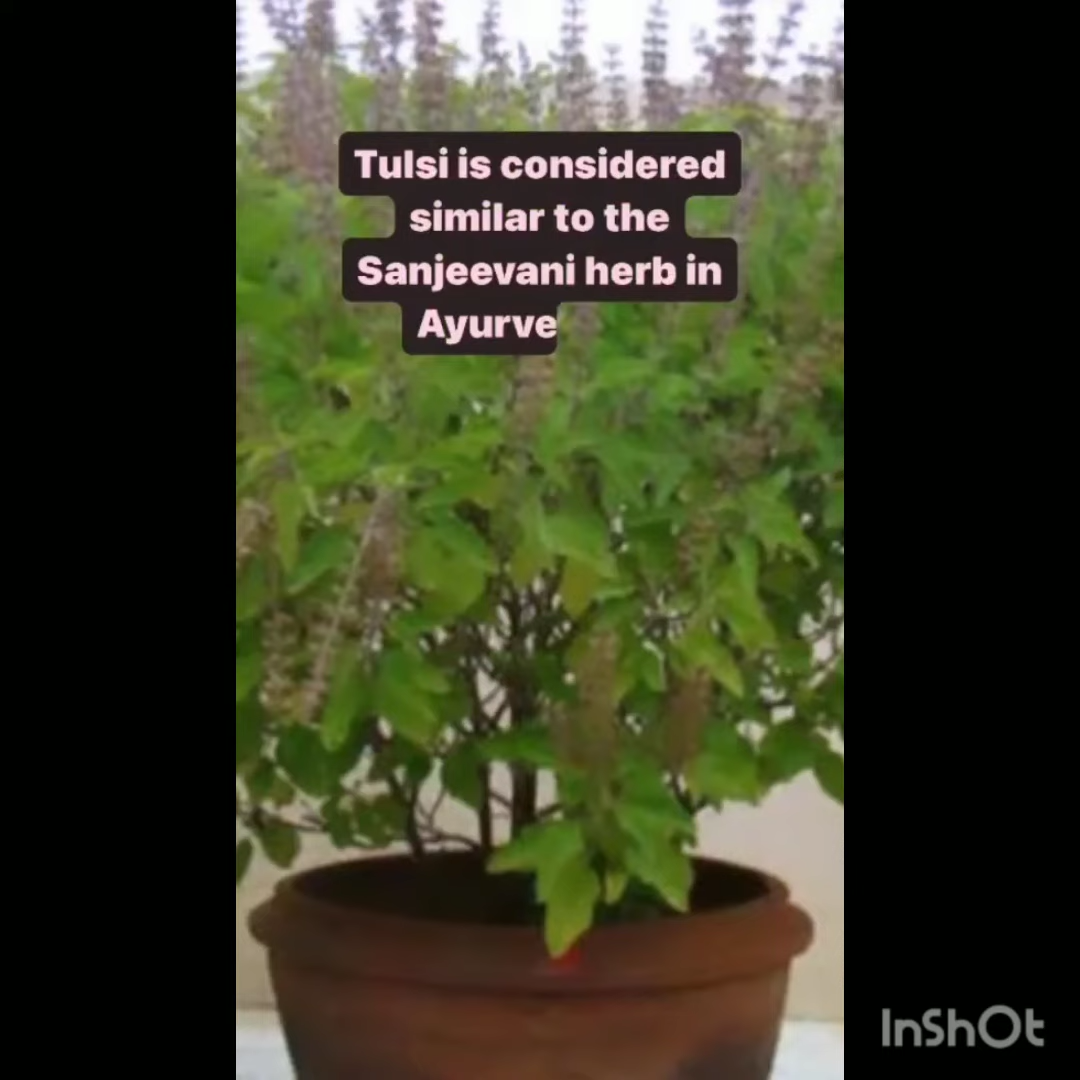 Tulsi is considered
similar to the
Sanjeevani herb in
Ayurve
InShOt